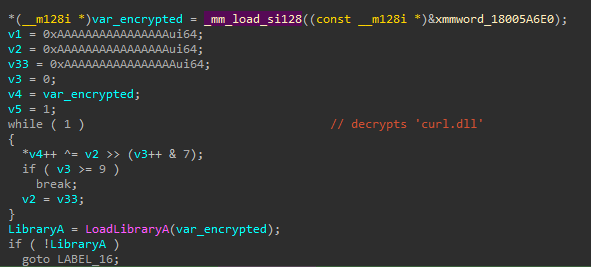 *(__m128i *)var_encrypted = _mm_load_si128((const __m128i *)&xmmword_18005A6E0);
v1 = 0xAAAAAAAAAAAAAAAAui64;
v2 = 0xAAAAAAAAAAAAAAAAui64;
v33 = 0xAAAAAAAAAAAAAAAAui64;
v3 = 0;
v4 = var_encrypted;
v5 = 1;
while ( 1 ) // decrypts 'curl.dll'
{
*v4++ ^= v2 >> (v3++ & 7);
if ( v3 >= 9 )
break;
v2 = v33;
}
LibraryA = LoadLibraryA(var_encrypted);
if ( !LibraryA )
goto LABEL_16;